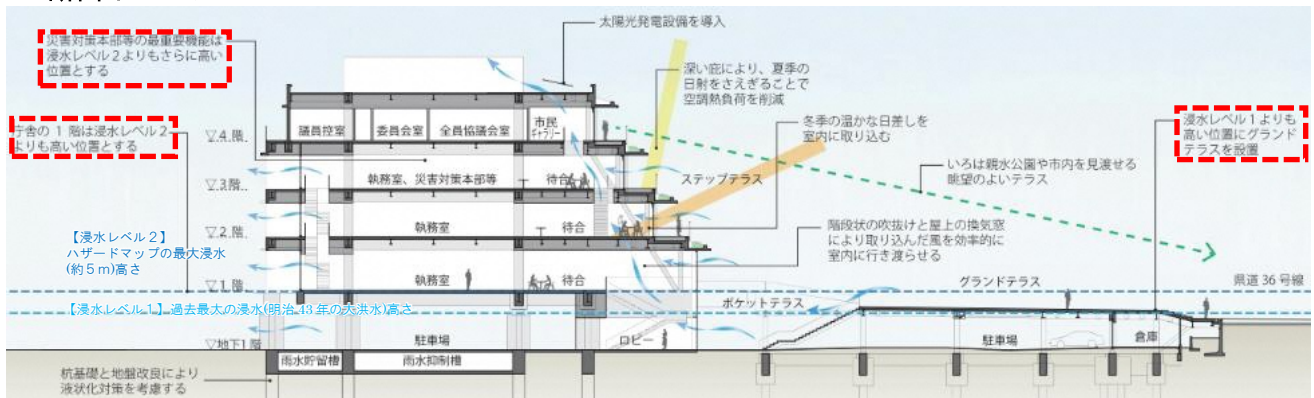 太陽光発電設備を導入
災害対策本部等の最重要機能は
浸水レベル2よりもさらに高い
位置とする
深い庇により、夏季の
日射をさえぎることで
空調熱負荷を削減
庁舎の 1 階は浸水レベル 2
よりも高い位置とする
▽4.階.
議員控室
委員会室
全員協議会室
市民
ギャラリー
冬季の温かな日差しを
室内に取り込む
浸水レベル1よりも
高い位置にグランド
テラスを設置
いろは親水公園や市内を見渡せる
眺望のよいテラス
▽3.階..
執務室、災害対策本部等
待合
ステップテラス
【浸水レベル2】
ハザードマップの最大浸水
(約5m)高さ
▽2.階.
執務室
待合
階段状の吹抜けと屋上の換気窓
により取り込んだ風を効率的に
室内に行き渡らせる
▽1.階
執務室
待合
グランドテラス
県道 36 号線
【浸水レベル1】過去最大の浸水(明治 43 年の大洪水)高さ
ポケットテラス
▽地下1階
駐車場
ロビー
駐車場
倉庫
雨水貯留槽
雨水抑制槽
杭基礎と地盤改良により
液状化対策を考慮する